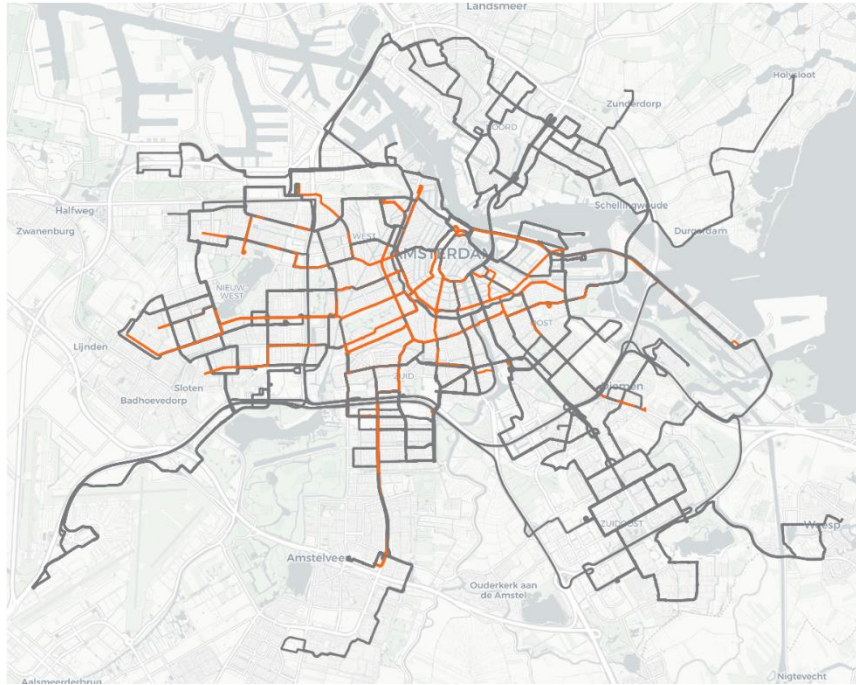 Landsmeer
Holysloot
Zunderdorp
NOORD
Halfweg
Schellingwoude
Zwanenburg
Durgerdam
WEST
AMSTERDAM
NIEUW-
WEST
OOST
Lijnden
ZUID
Sloten
Diemen
Badhoevedorp
ZUIDOOST
Weesp
Amstelveen
Ouderkerk aan
de Amstel
Nigtevecht
Aalsmeerderbrug